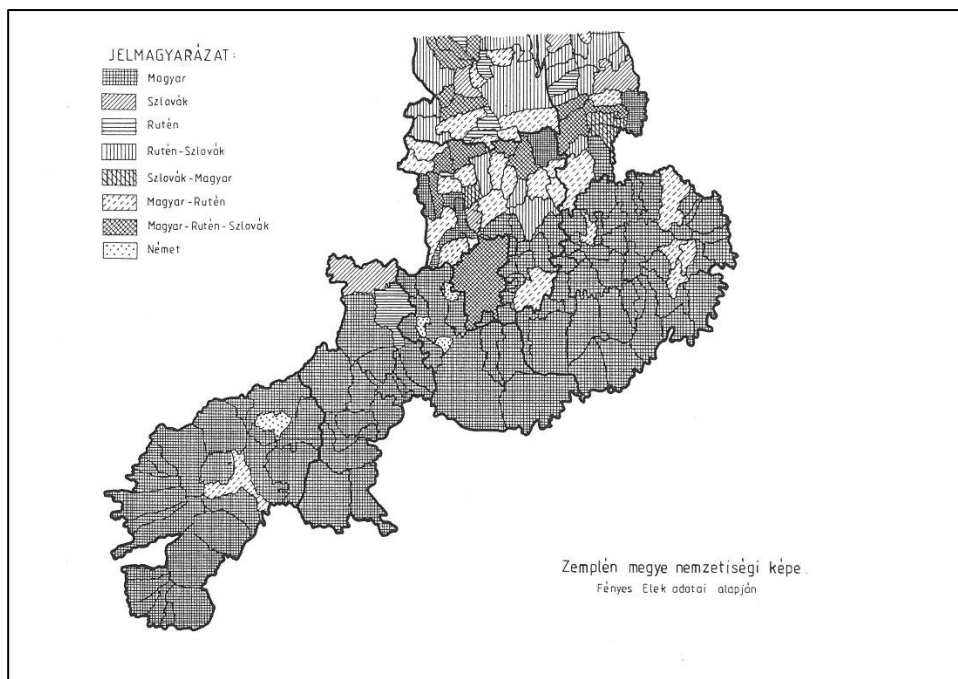 JELMAGYARÁZAT:
Magyar
Szlovák
Rutén
Rutén-Szlovák
Szlovák-Magyar
Magyar-Rutén
Magyar-Rutén-Szlovák
Német
Zemplén megye nemzetiségi képe.
Fényes Elek adatai alapján